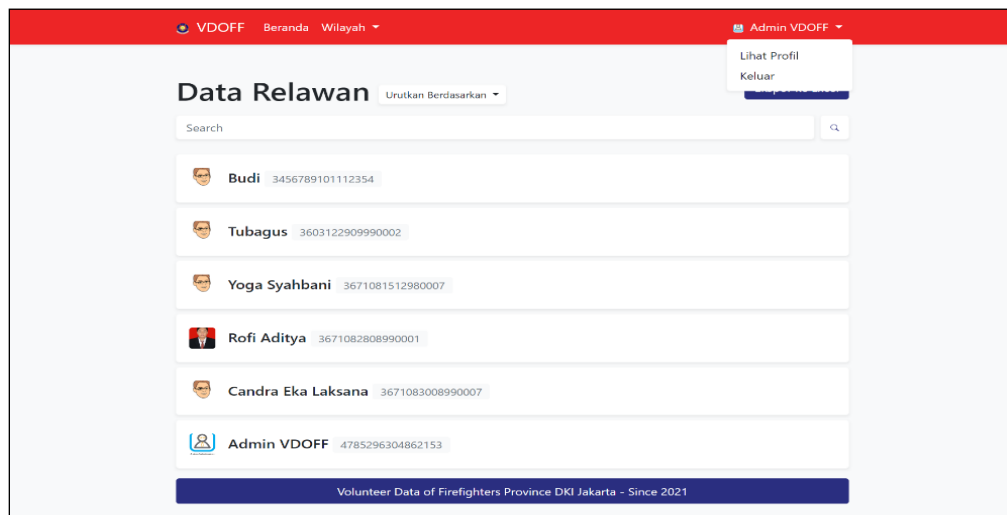 VDOFF Beranda Wilayah Admin VDOFF
Lihat Profil
Keluar
Data Relawan Urutkan Berdasarkan
Search
Budi 3456789101112354
Tubagus 3603122909990002
Yoga Syahbani 3671081512980007
Rofi Aditya 3671082808990001
Candra Eka Laksana 3671083008990007
Admin VDOFF 4785296304862153
Volunteer Data of Firefighters Province DKI Jakarta - Since 2021